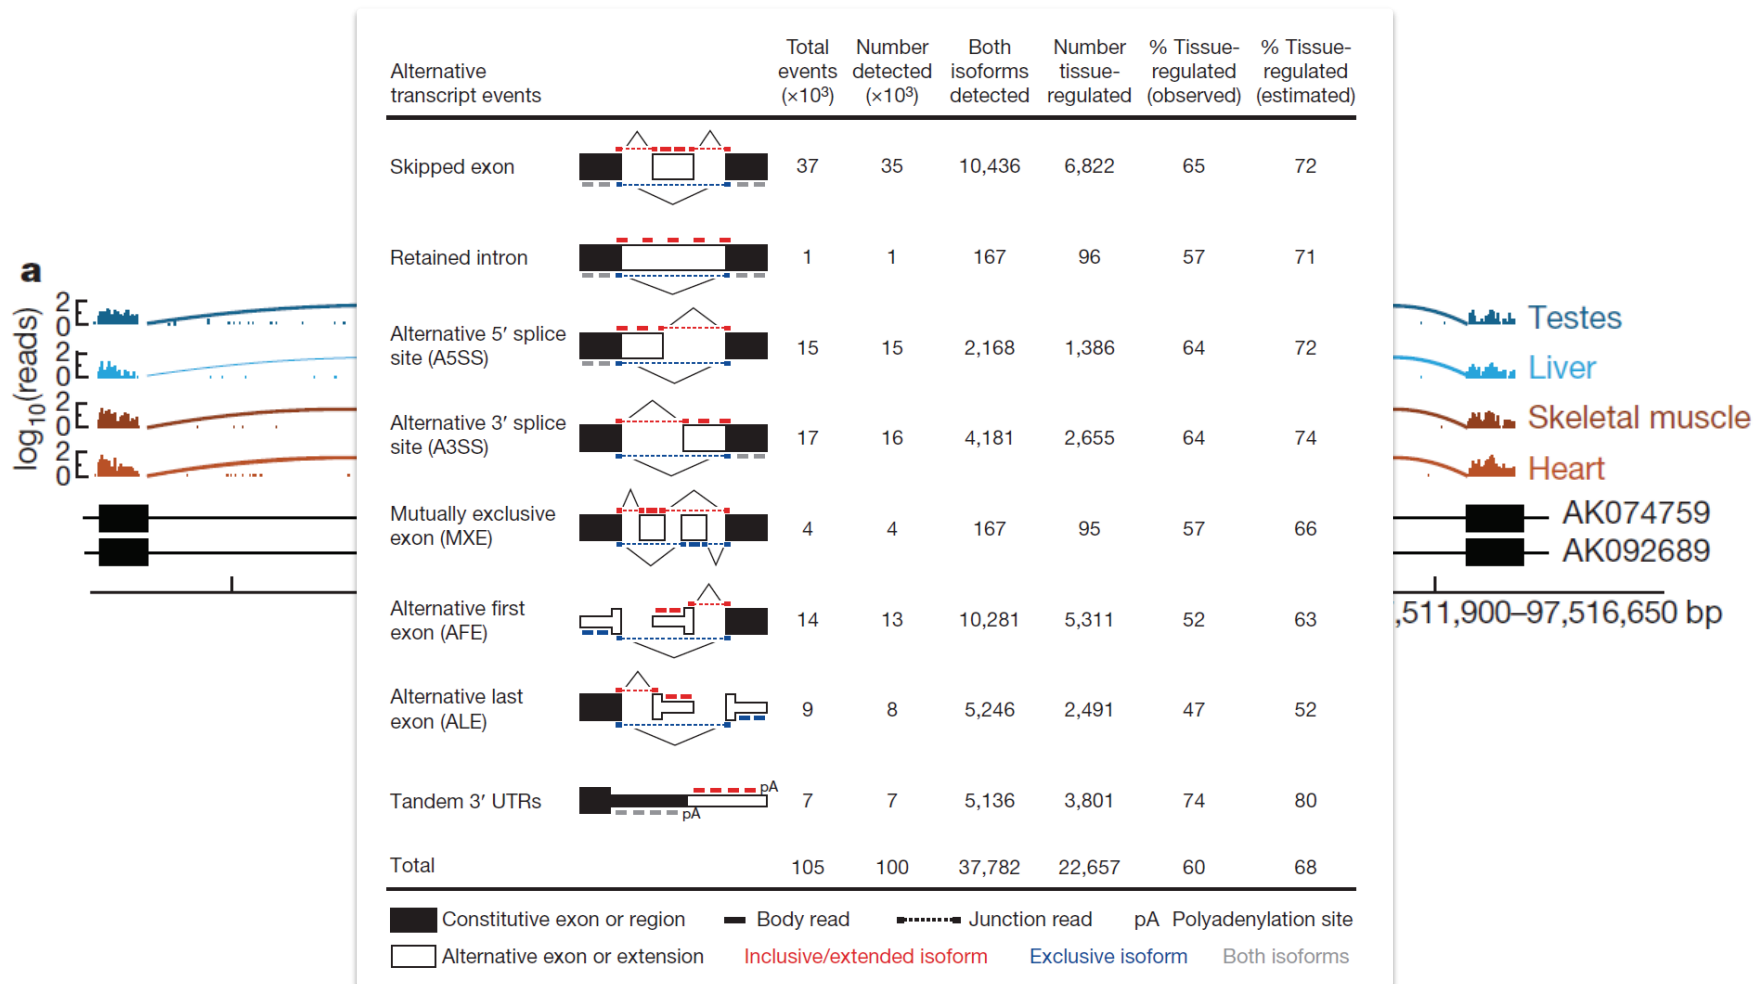 Alternative transcript events
Total events (×10³)
Number detected (×10³)
Both isoforms detected
Number tissue-regulated
% Tissue-regulated (observed)
% Tissue-regulated (estimated)
Skipped exon 37 35 10,436 6,822 65 72
Retained intron 1 1 167 96 57 71
Alternative 5′ splice site (A5SS) 15 15 2,168 1,386 64 72
Alternative 3′ splice site (A3SS) 17 16 4,181 2,655 64 74
Mutually exclusive exon (MXE) 4 4 167 95 57 66
Alternative first exon (AFE) 14 13 10,281 5,311 52 63
Alternative last exon (ALE) 9 8 5,246 2,491 47 52
Tandem 3′ UTRs pA pA 7 7 5,136 3,801 74 80
Total 105 100 37,782 22,657 60 68
Constitutive exon or region Body read Junction read pA Polyadenylation site
Alternative exon or extension Inclusive/extended isoform Exclusive isoform Both isoforms
a
log₁₀(reads)
2
0
2
0
2
0
2
0
Testes
Liver
Skeletal muscle
Heart
AK074759
AK092689
,511,900–97,516,650 bp